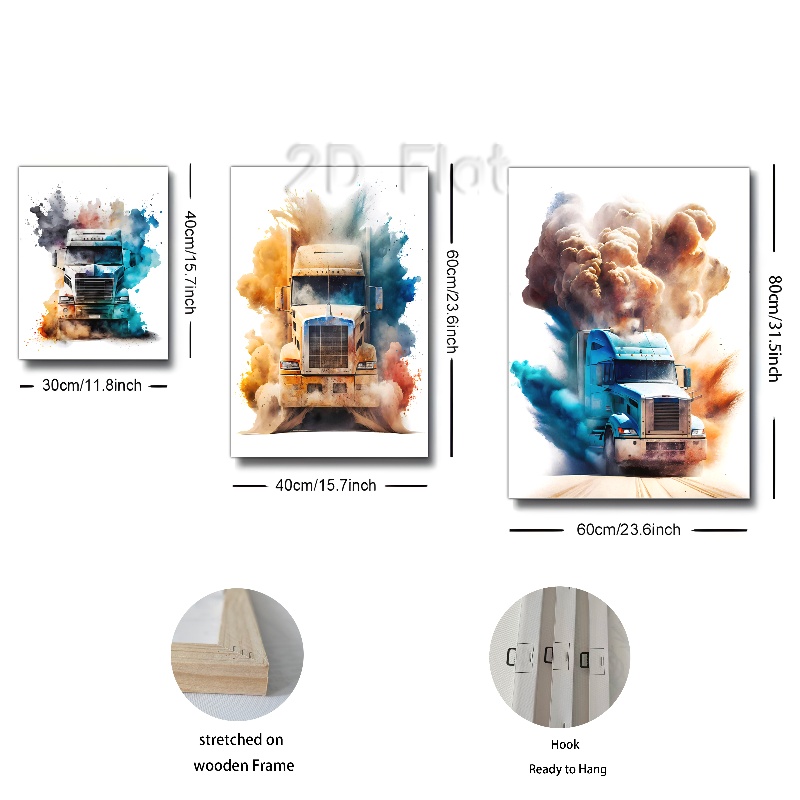 2D Flat
40cm/15.7inch
30cm/11.8inch
60cm/23.6inch
40cm/15.7inch
80cm/31.5inch
60cm/23.6inch
stretched on
wooden Frame
Hook
Ready to Hang